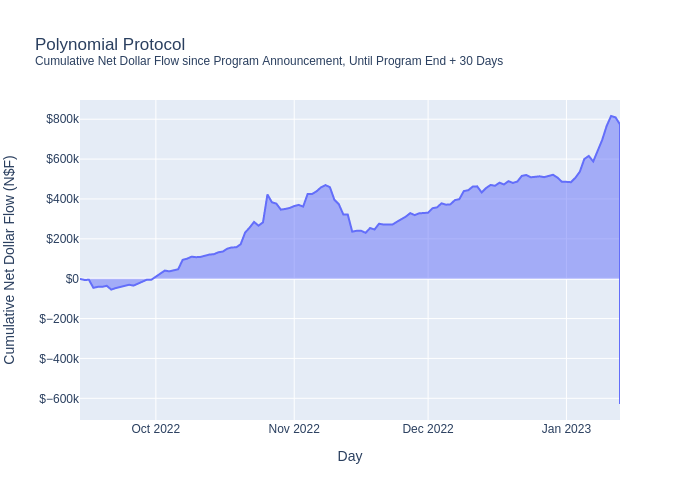 Polynomial Protocol
Cumulative Net Dollar Flow since Program Announcement, Until Program End + 30 Days
Cumulative Net Dollar Flow (N$F)
$800k
$600k
$400k
$200k
$0
$−200k
$−400k
$−600k
Oct 2022
Nov 2022
Dec 2022
Jan 2023
Day